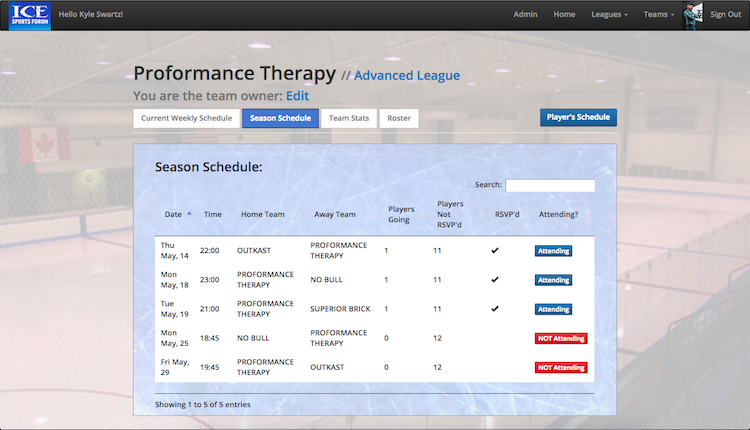 ICE
SPORTS FORUM
Hello Kyle Swartz!
Admin
Home
Leagues
Teams
Sign Out
Proformance Therapy // Advanced League
You are the team owner: Edit
Current Weekly Schedule
Season Schedule
Team Stats
Roster
Player's Schedule
Season Schedule:
Search:
Date Time Home Team Away Team Players Going Players Not RSVP'd RSVP'd Attending?
Thu May, 14 22:00 OUTKAST PROFORMANCE THERAPY 1 11 ✔ Attending
Mon May, 18 23:00 PROFORMANCE THERAPY NO BULL 1 11 ✔ Attending
Tue May, 19 21:00 PROFORMANCE THERAPY SUPERIOR BRICK 1 11 ✔ Attending
Mon May, 25 18:45 NO BULL PROFORMANCE THERAPY 0 12 NOT Attending
Fri May, 29 19:45 PROFORMANCE THERAPY OUTKAST 0 12 NOT Attending
Showing 1 to 5 of 5 entries